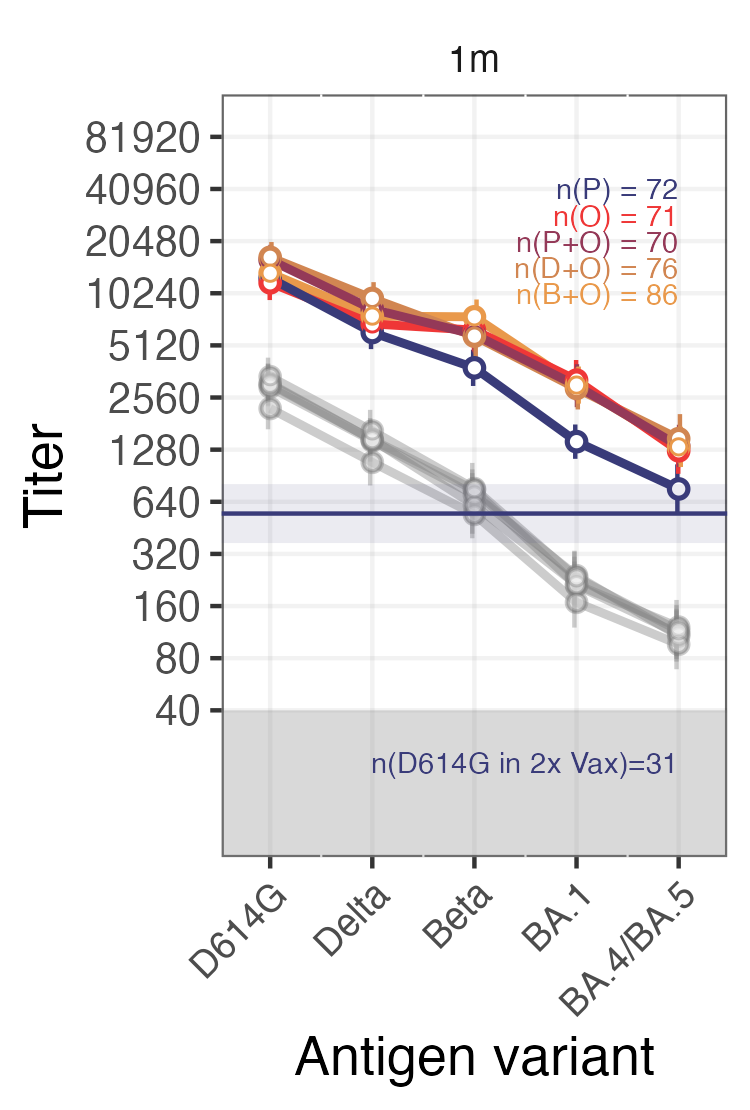 1m
Titer
81920
40960
20480
10240
5120
2560
1280
640
320
160
80
40
n(P) = 72
n(O) = 71
n(P+O) = 70
n(D+O) = 76
n(B+O) = 86
n(D614G in 2x Vax)=31
D614G
Delta
Beta
BA.1
BA.4/BA.5
Antigen variant